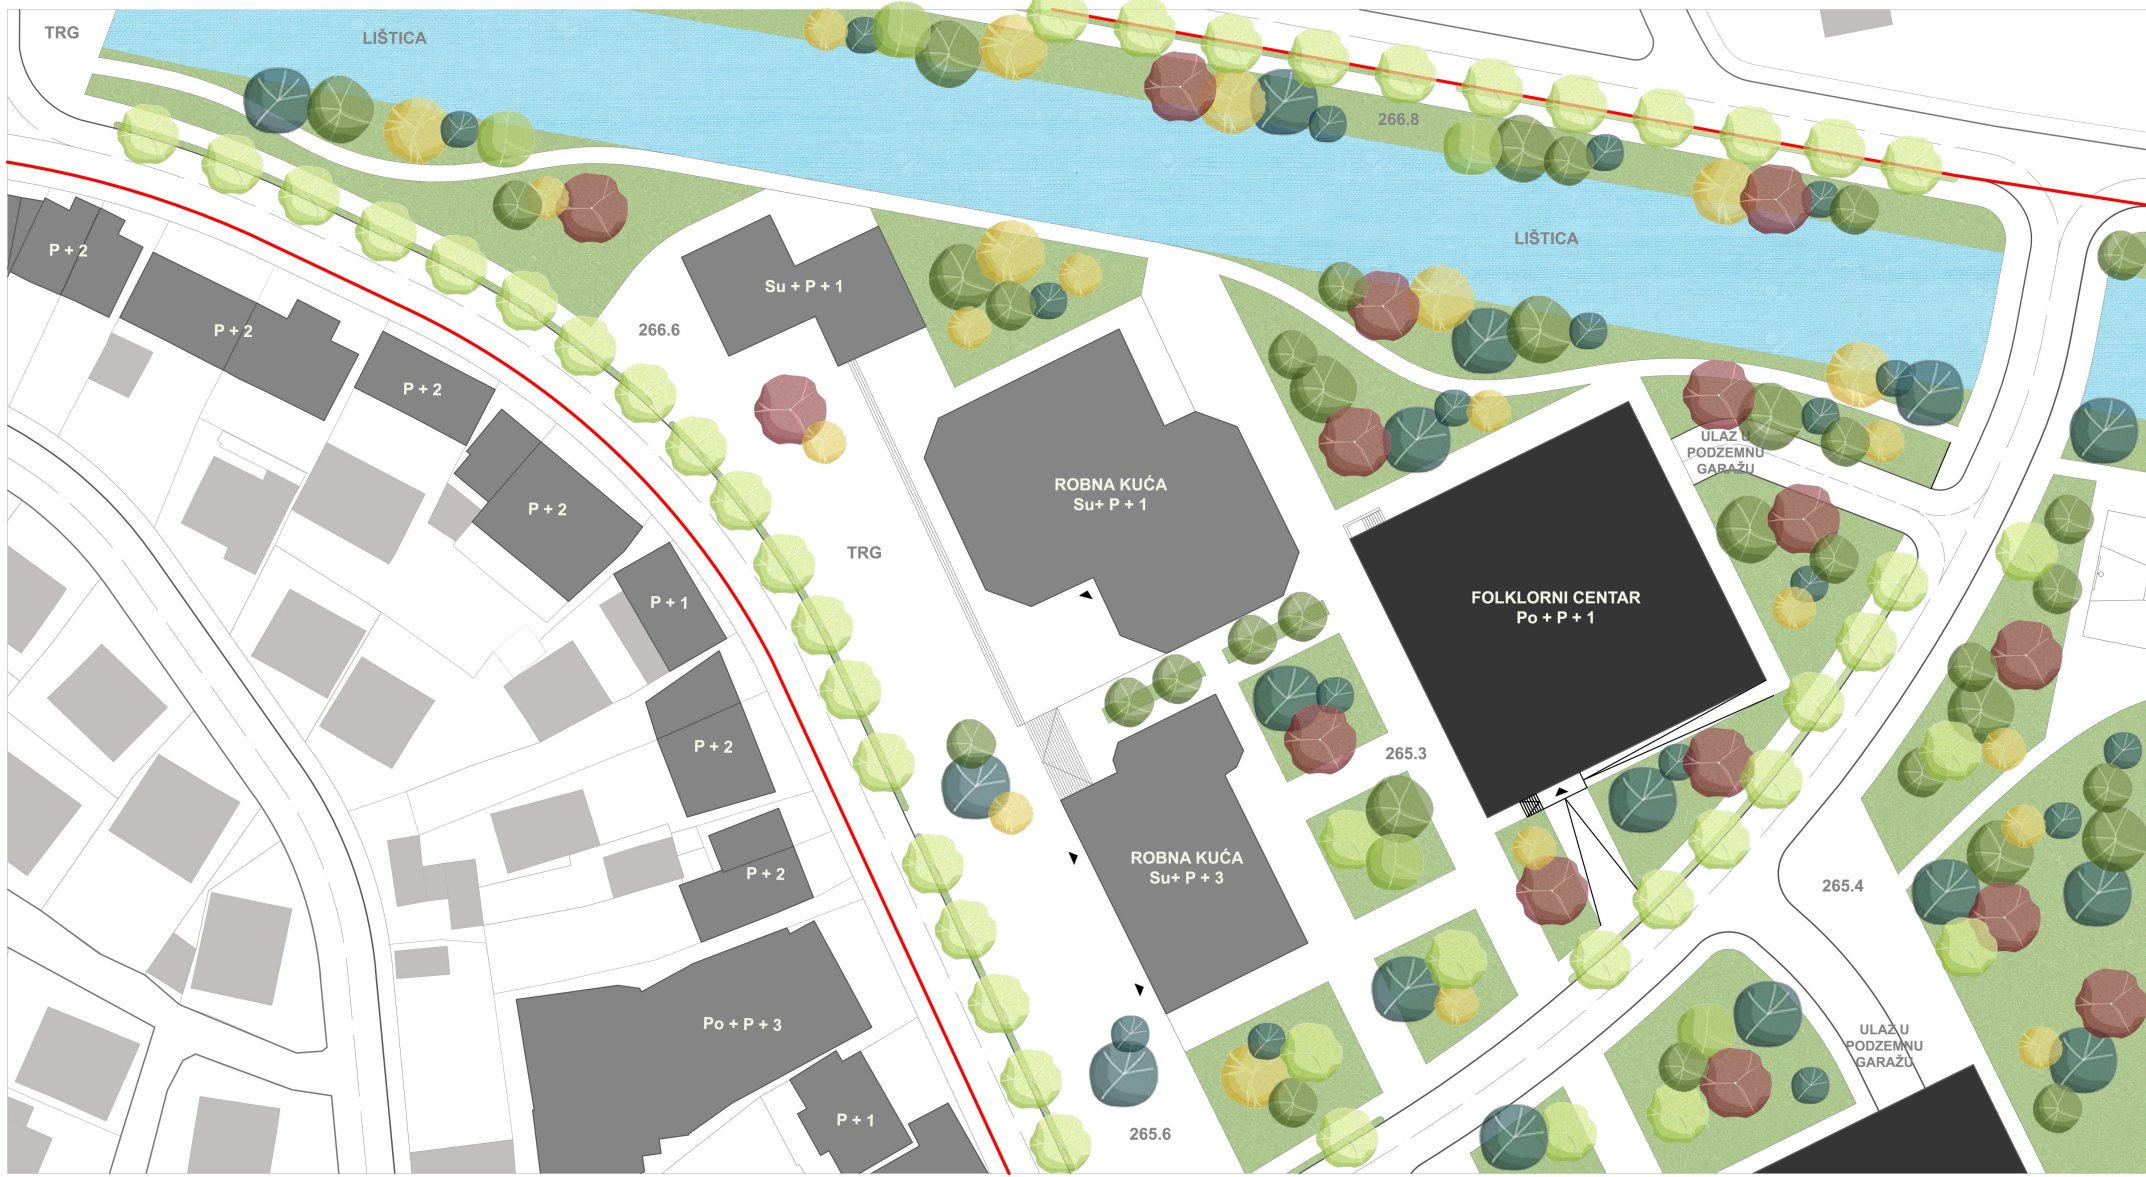 TRG
LIŠTICA
266.8
LIŠTICA
P + 2
Su + P + 1
P + 2
266.6
P + 2
ULAZ U
PODZEMNU
GARAŽU
ROBNA KUĆA
Su+ P + 1
P + 2
TRG
P + 1
FOLKLORNI CENTAR
Po + P + 1
P + 2
265.3
ROBNA KUĆA
Su+ P + 3
P + 2
265.4
Po + P + 3
ULAZ U
PODZEMNU
GARAŽU
P + 1
265.6